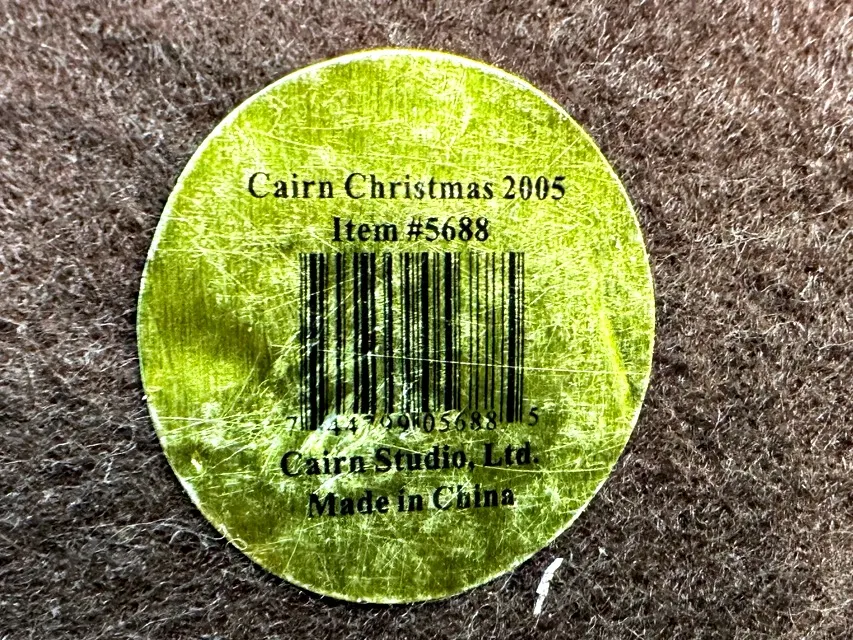 Cairn Christmas 2005
Item #5688
7 44799 05688 5
Cairn Studio, Ltd.
Made in China